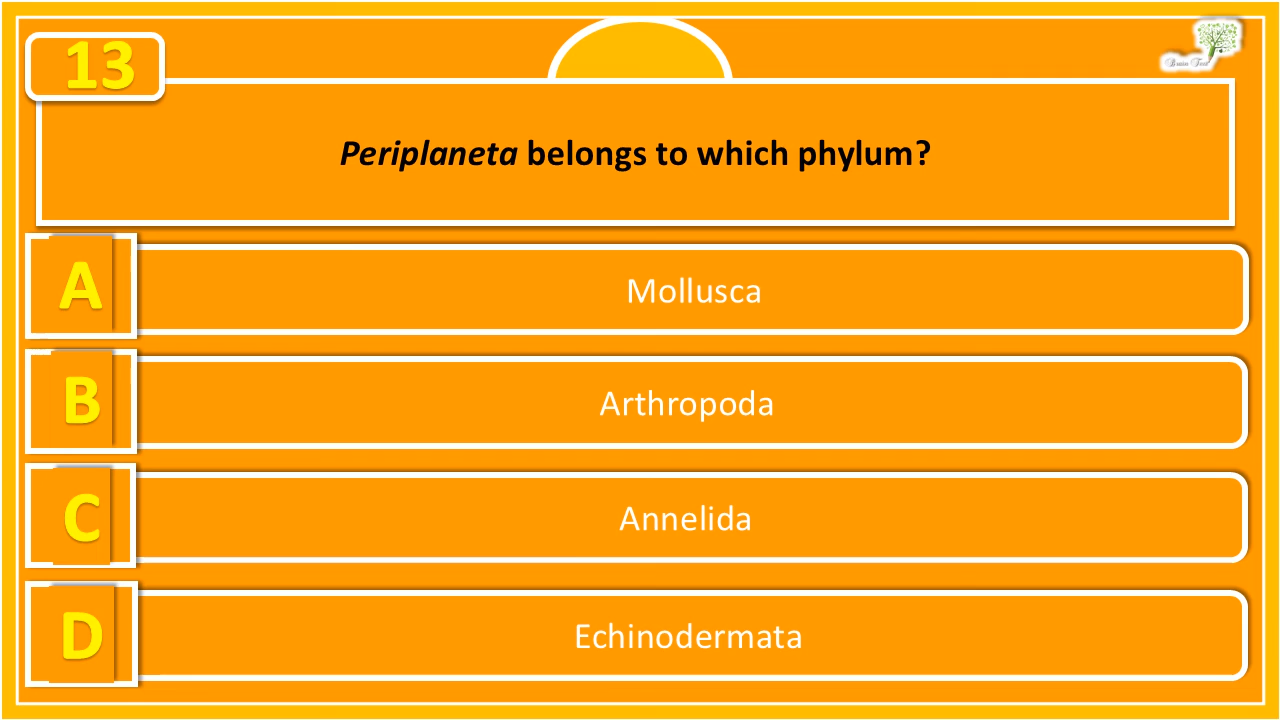 13
Periplaneta belongs to which phylum?
A
Mollusca
B
Arthropoda
C
Annelida
D
Echinodermata